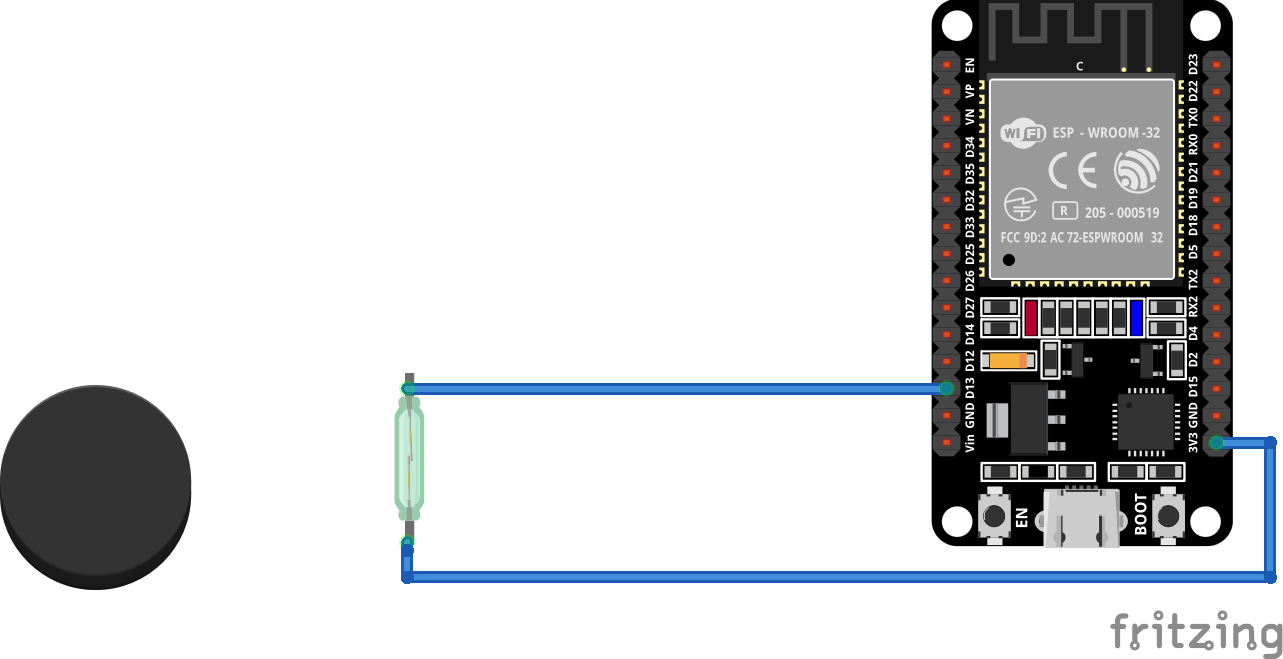 C
EN
VP
VN
D34
D35
D32
D33
D25
D26
D27
D14
D12
D13
GND
Vin
D23
D22
TX0
RX0
D21
D19
D18
D5
TX2
RX2
D4
D2
D15
GND
3V3
WiFi
ESP - WROOM -32
CE
R
205 - 000519
FCC 9D:2 AC 72-ESPWROOM 32
EN
BOOT
fritzing